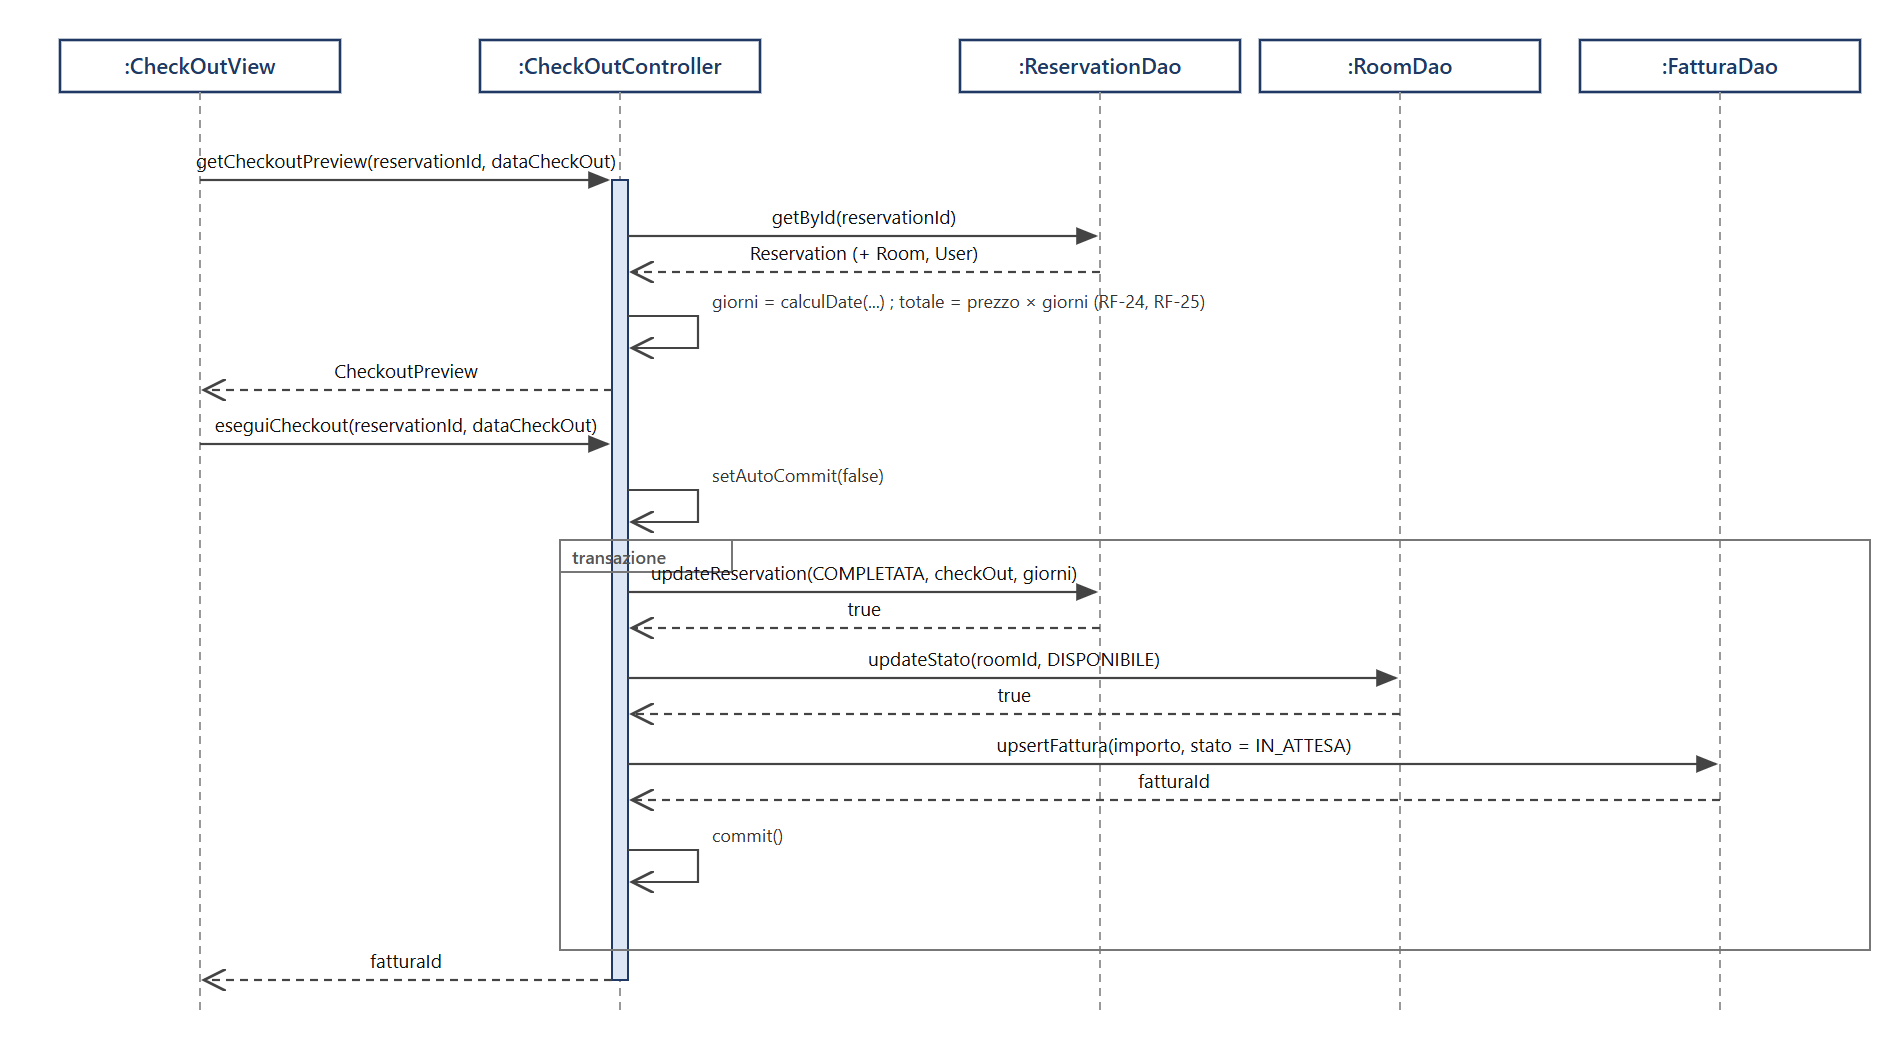 :CheckOutView
:CheckOutController
:ReservationDao
:RoomDao
:FatturaDao
getCheckoutPreview(reservationId, dataCheckOut)
getById(reservationId)
Reservation (+ Room, User)
giorni = calculDate(...) ; totale = prezzo × giorni (RF-24, RF-25)
CheckoutPreview
eseguiCheckout(reservationId, dataCheckOut)
setAutoCommit(false)
transazione
updateReservation(COMPLETATA, checkOut, giorni)
true
updateStato(roomId, DISPONIBILE)
true
upsertFattura(importo, stato = IN_ATTESA)
fatturaId
commit()
fatturaId